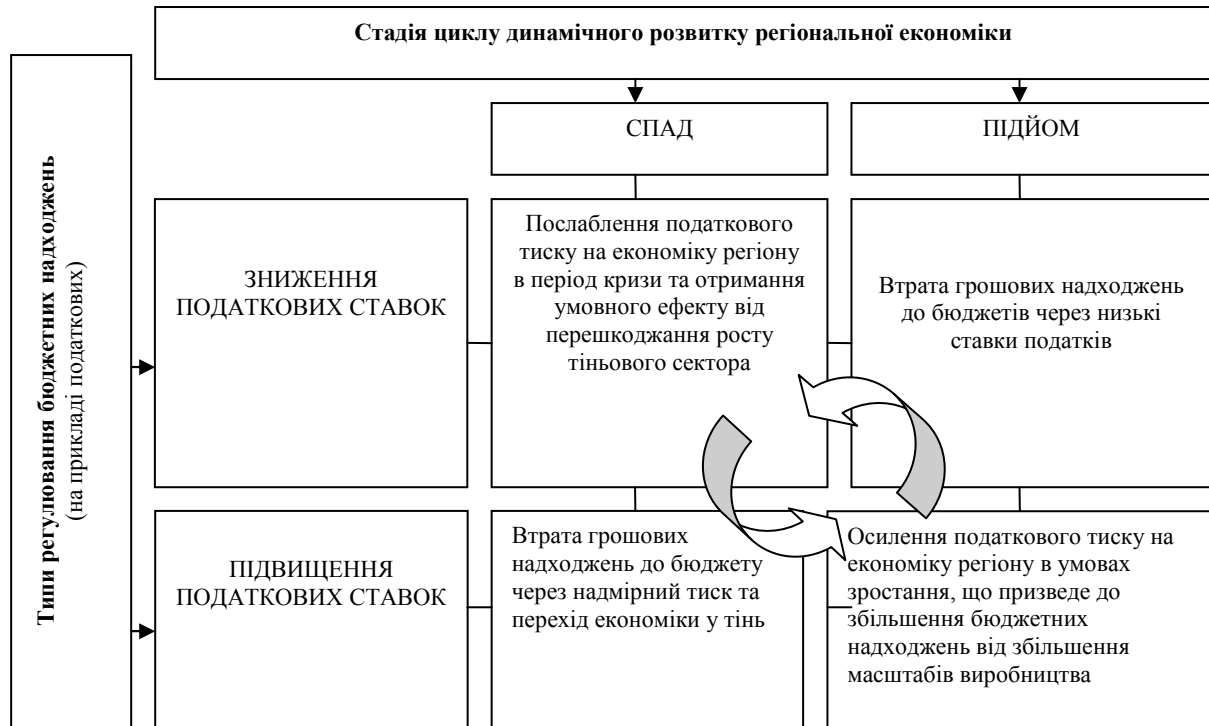 Стадія циклу динамічного розвитку регіональної економіки
Типи регулювання бюджетних надходжень
(на прикладі податкових)
СПАД
ПІДЙОМ
ЗНИЖЕННЯ
ПОДАТКОВИХ СТАВОК
Послаблення податкового
тиску на економіку регіону
в період кризи та отримання
умовного ефекту від
перешкоджання росту
тіньового сектора
Втрата грошових надходжень
до бюджетів через низькі
ставки податків
ПІДВИЩЕННЯ
ПОДАТКОВИХ СТАВОК
Втрата грошових
надходжень до бюджету
через надмірний тиск та
перехід економіки у тінь
Осилення податкового тиску на
економіку регіону в умовах
зростання, що призведе до
збільшення бюджетних
надходжень від збільшення
масштабів виробництва